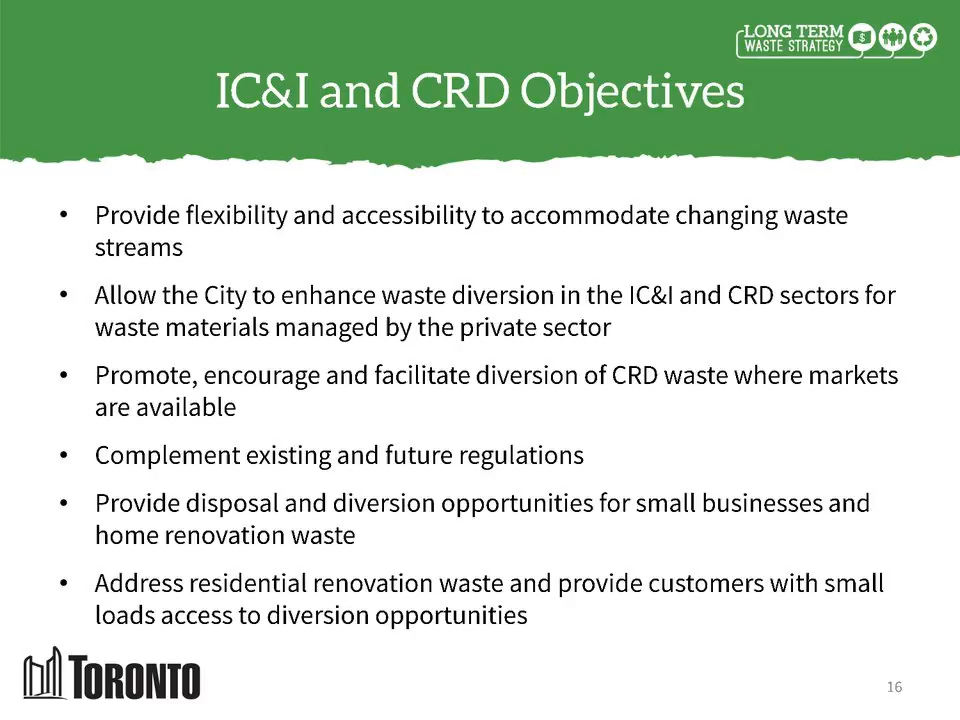 LONG TERM
WASTE STRATEGY
$
IC&I and CRD Objectives
• Provide flexibility and accessibility to accommodate changing waste
streams
• Allow the City to enhance waste diversion in the IC&I and CRD sectors for
waste materials managed by the private sector
• Promote, encourage and facilitate diversion of CRD waste where markets
are available
• Complement existing and future regulations
• Provide disposal and diversion opportunities for small businesses and
home renovation waste
• Address residential renovation waste and provide customers with small
loads access to diversion opportunities
TORONTO
16